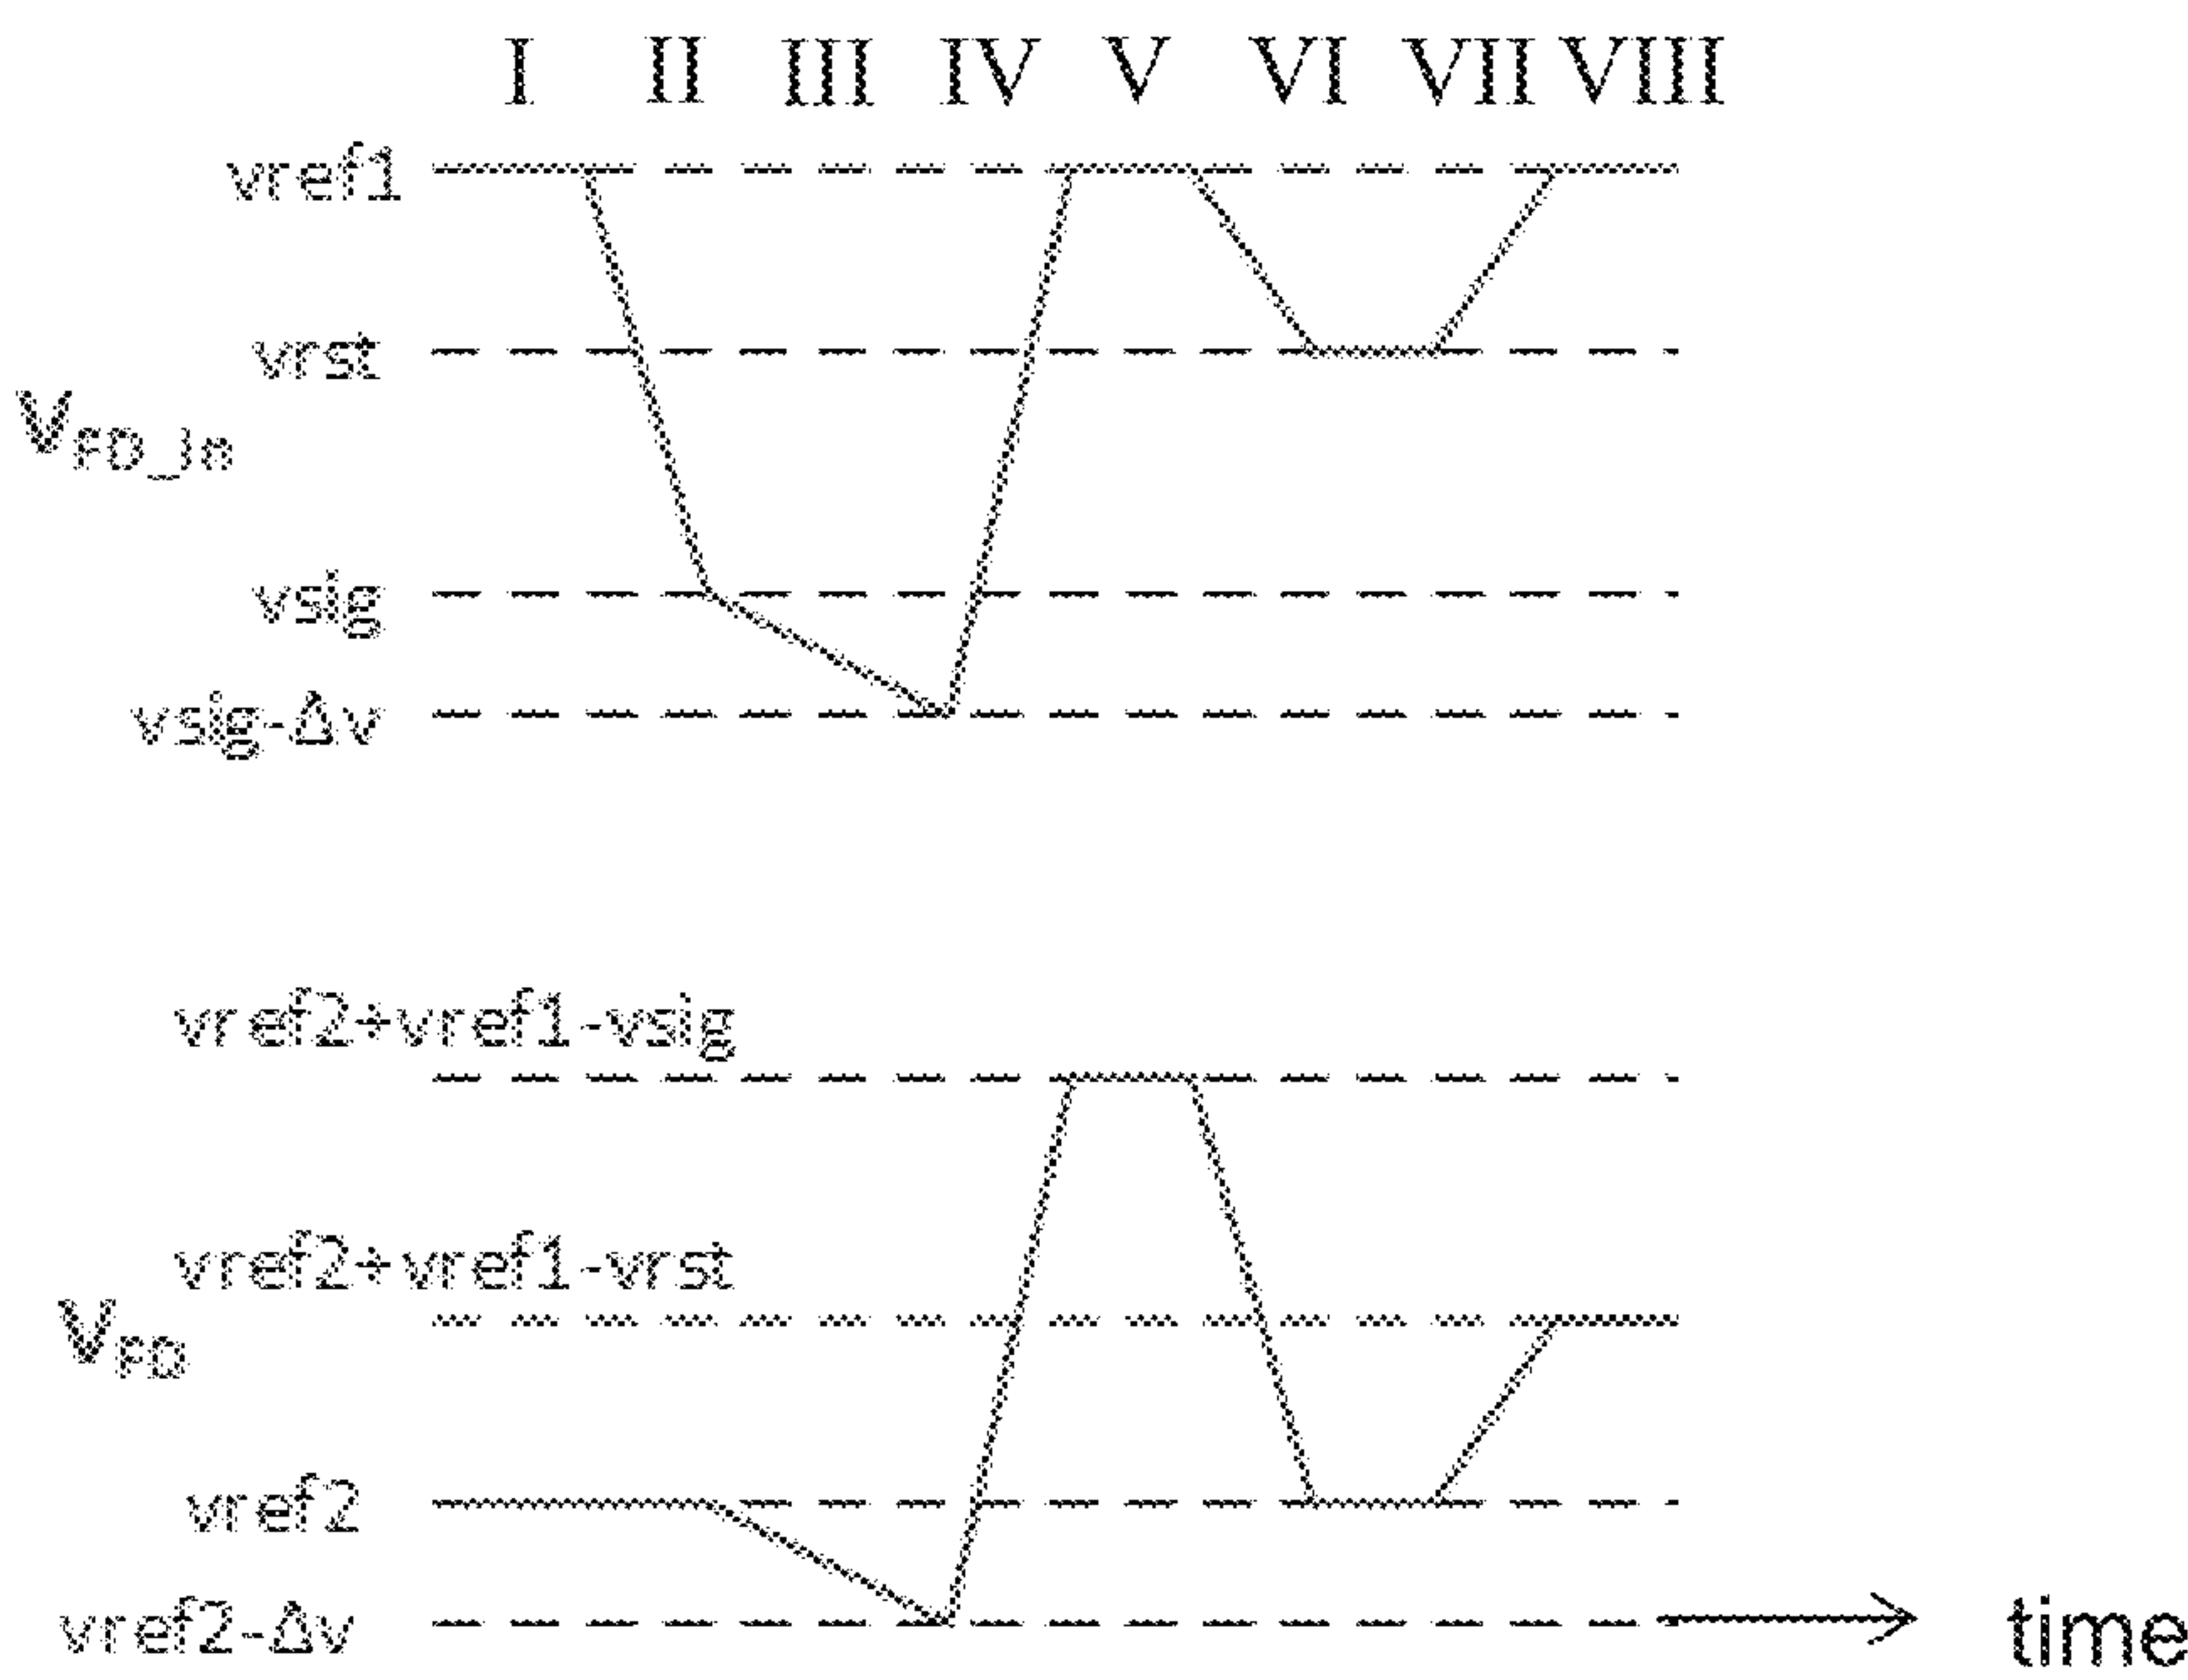 I II III IV V VI VII VIII
vref1
vrst
VFD_in
vsig
vsig-Δv
vref2+vref1-vsig
vref2+vref1-vrst
VFD
vref2
vref2-Δv
time